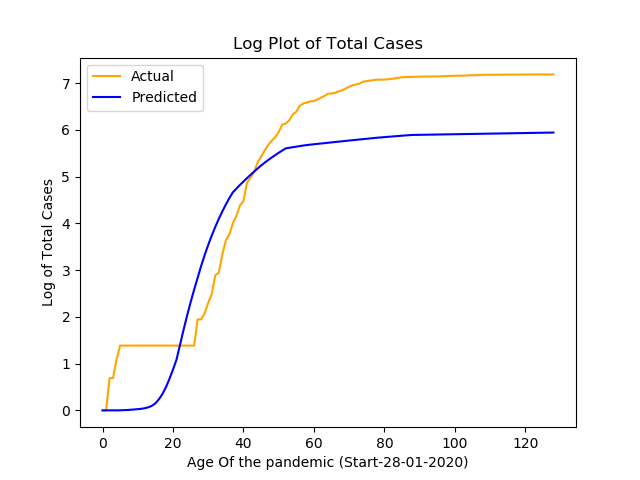 Log Plot of Total Cases
Actual
Predicted
7
6
5
4
3
2
1
0
Log of Total Cases
0 20 40 60 80 100 120
Age Of the pandemic (Start-28-01-2020)